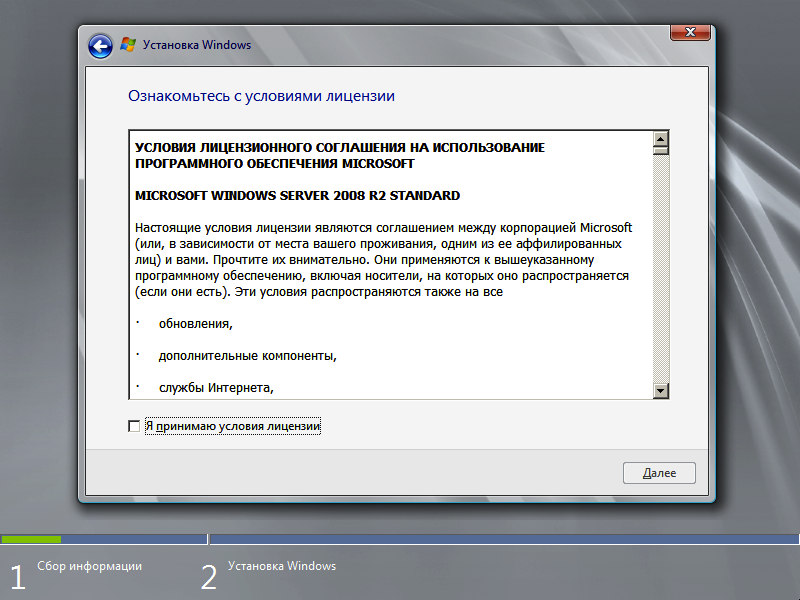 Установка Windows
Ознакомьтесь с условиями лицензии
УСЛОВИЯ ЛИЦЕНЗИОННОГО СОГЛАШЕНИЯ НА ИСПОЛЬЗОВАНИЕ
ПРОГРАММНОГО ОБЕСПЕЧЕНИЯ MICROSOFT
MICROSOFT WINDOWS SERVER 2008 R2 STANDARD
Настоящие условия лицензии являются соглашением между корпорацией Microsoft
(или, в зависимости от места вашего проживания, одним из ее аффилированных
лиц) и вами. Прочтите их внимательно. Они применяются к вышеуказанному
программному обеспечению, включая носители, на которых оно распространяется
(если они есть). Эти условия распространяются также на все
· обновления,
· дополнительные компоненты,
· службы Интернета,
Я принимаю условия лицензии
Далее
1 Сбор информации
2 Установка Windows